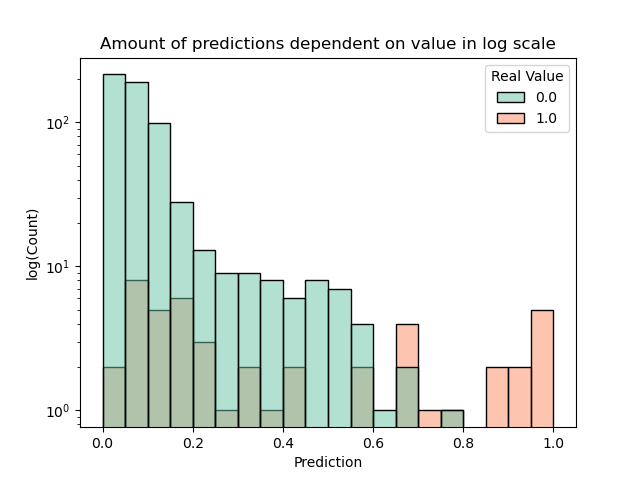 Amount of predictions dependent on value in log scale
Real Value
0.0
1.0
log(Count)
10²
10¹
10⁰
0.0 0.2 0.4 0.6 0.8 1.0
Prediction